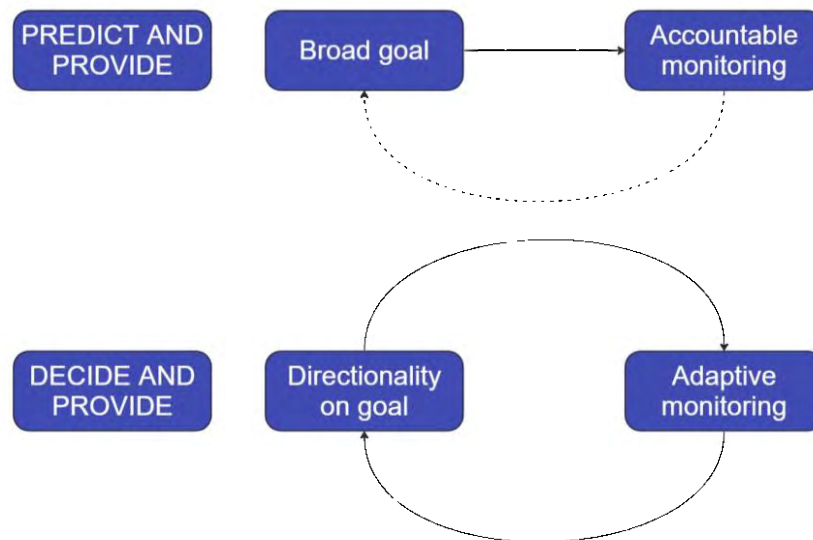 PREDICT AND
PROVIDE
Broad goal
Accountable
monitoring
DECIDE AND
PROVIDE
Directionality
on goal
Adaptive
monitoring